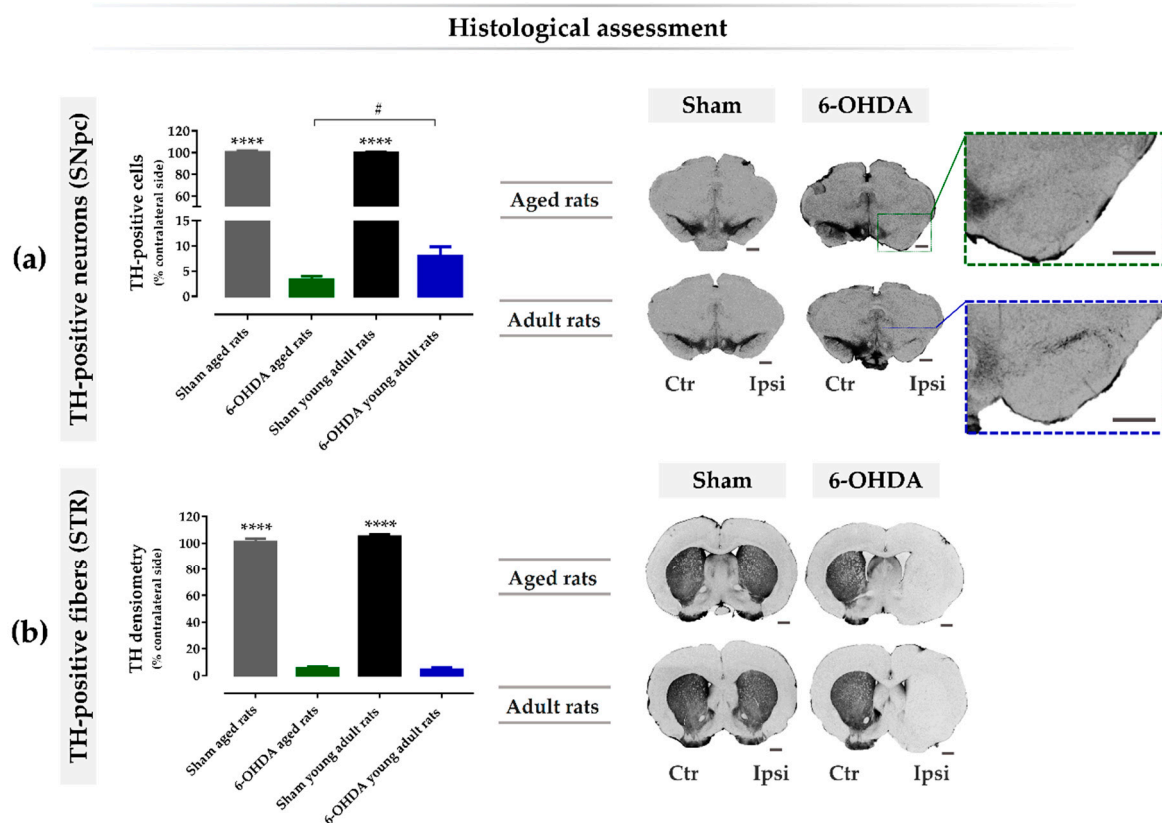 Histological assessment
(a)
TH-positive neurons (SNpc)
TH-positive cells
(% contralateral side)
120
100
80
60
15
10
5
0
****
****
#
Sham aged rats
6-OHDA aged rats
Sham young adult rats
6-OHDA young adult rats
Sham
6-OHDA
Aged rats
Adult rats
Ctr
Ipsi
Ctr
Ipsi
(b)
TH-positive fibers (STR)
TH densiometry
(% contralateral side)
120
100
80
60
40
20
0
****
****
Sham aged rats
6-OHDA aged rats
Sham young adult rats
6-OHDA young adult rats
Sham
6-OHDA
Aged rats
Adult rats
Ctr
Ipsi
Ctr
Ipsi